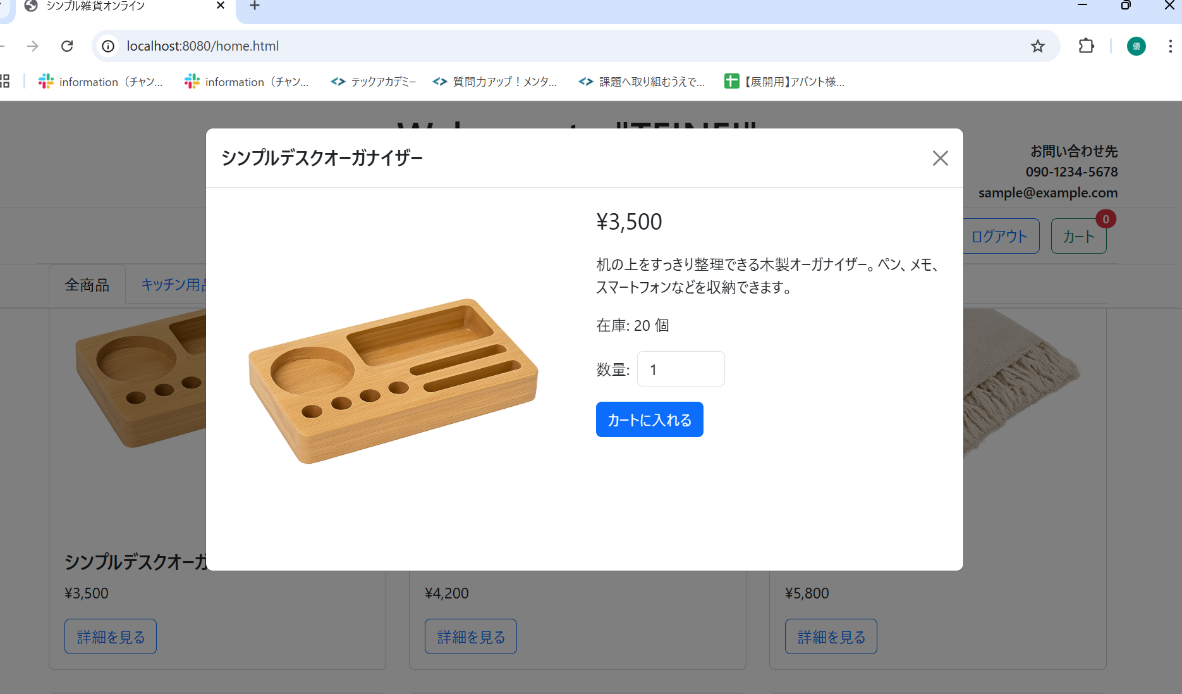 シンプル雑貨オンライン
localhost:8080/home.html
優
information（チャン...
information（チャン...
テックアカデミー
質問力アップ！メンタ...
課題へ取り組むうえで...
【展開用】アバント様...
お問い合わせ先
090-1234-5678
sample@example.com
ログアウト
カート
0
全商品
キッチン用品
シンプルデスクオーガナイザー
¥3,500
机の上をすっきり整理できる木製オーガナイザー。ペン、メモ、
スマートフォンなどを収納できます。
在庫: 20 個
数量: 1
カートに入れる
シンプルデスクオーガ
¥3,500
¥4,200
¥5,800
詳細を見る
詳細を見る
詳細を見る